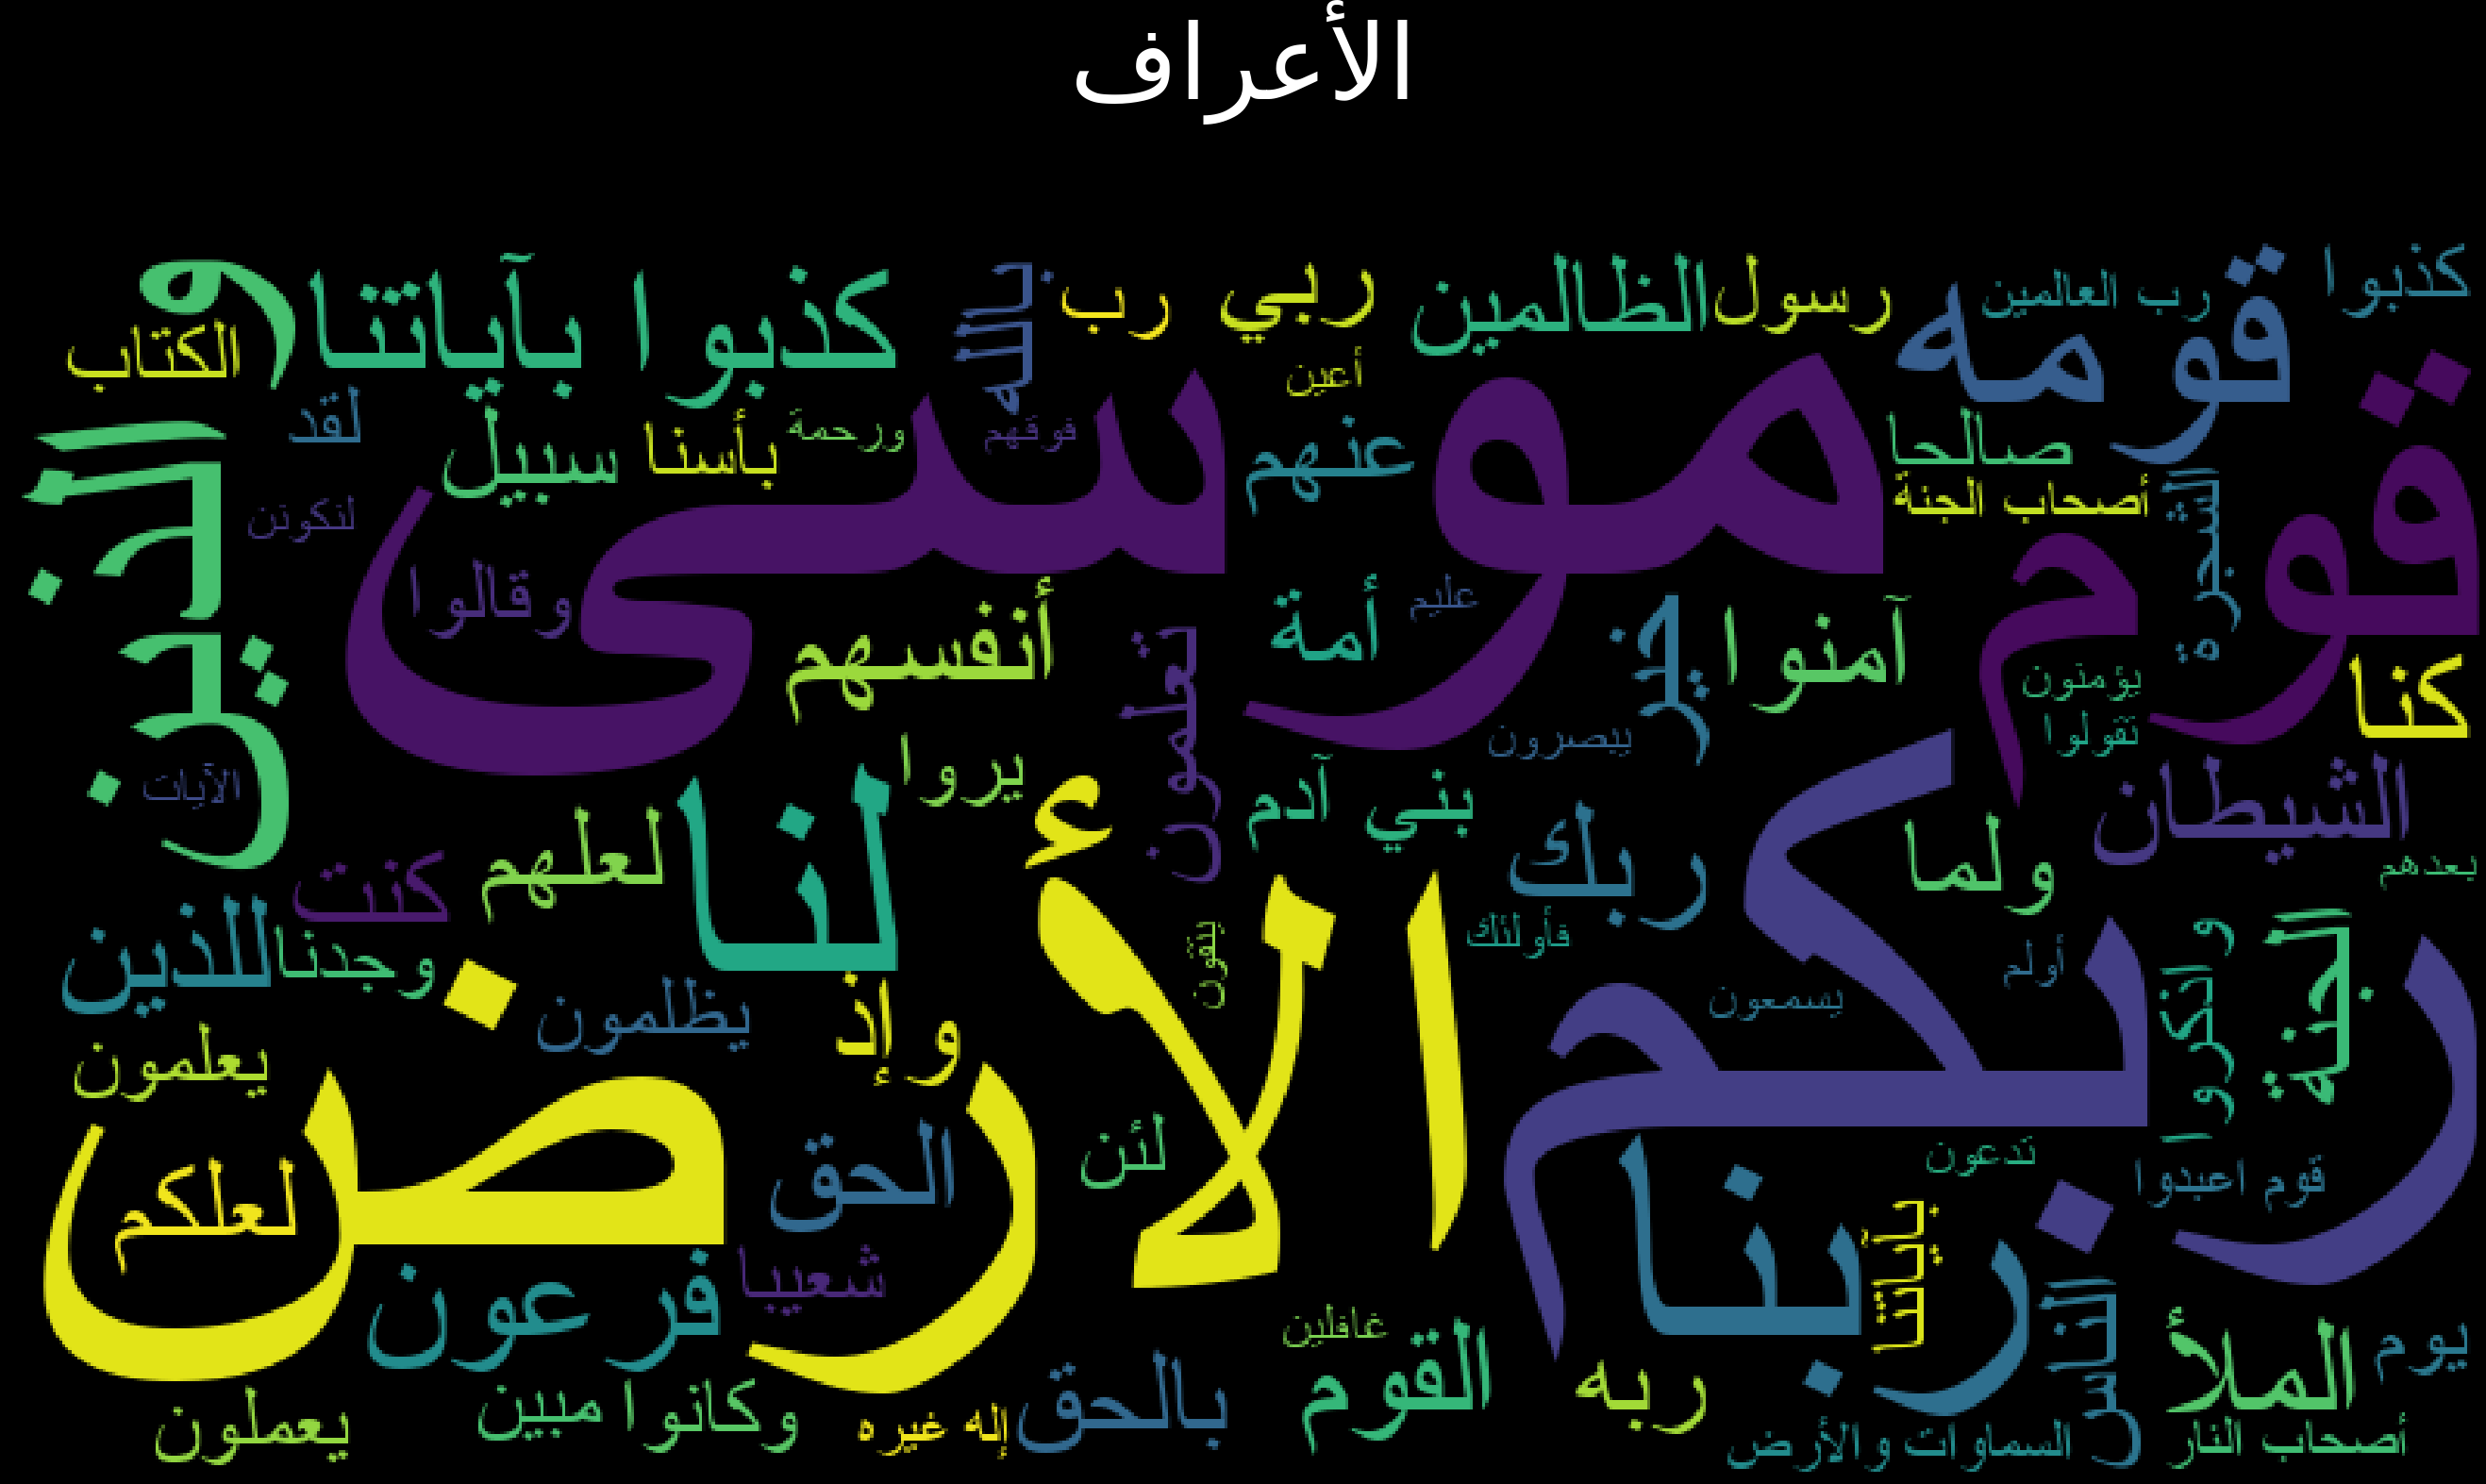 الأعراف
كذبوا
رب العالمين
قومه
رسول
الظالمين
ربي
رب
بالله
كذبوا بآياتنا
والذين
الكتاب
أعين
موسى
قوم
لقد
صالحا
عنهم
فوقهم
ورحمة
بأسنا
سبيل
أصحاب الجنة
الشجرة
لنكونن
وقالوا
عليم
أمة
أنفسهم
آمنوا
خير
تعلمون
يؤمنون
كنا
تقولوا
يبصرون
يروا
الآيات
الشيطان
بني آدم
ربكم
لنا
لعلهم
ولما
ربك
بعدهم
كنت
الأرض
فأولئك
للذين
وجدنا
يتقون
أولم
واذكروا
الجنة
يسمعون
يظلمون
وإذ
يعلمون
لئن
الحق
تدعون
قوم اعبدوا
لعلكم
ربنا
بآياتنا
شعيبا
فرعون
غافلين
الناس
القوم
الملأ
يوم
ربه
بالحق
إله غيره
وكانوا
مبين
يعملون
السماوات والأرض
أصحاب النار